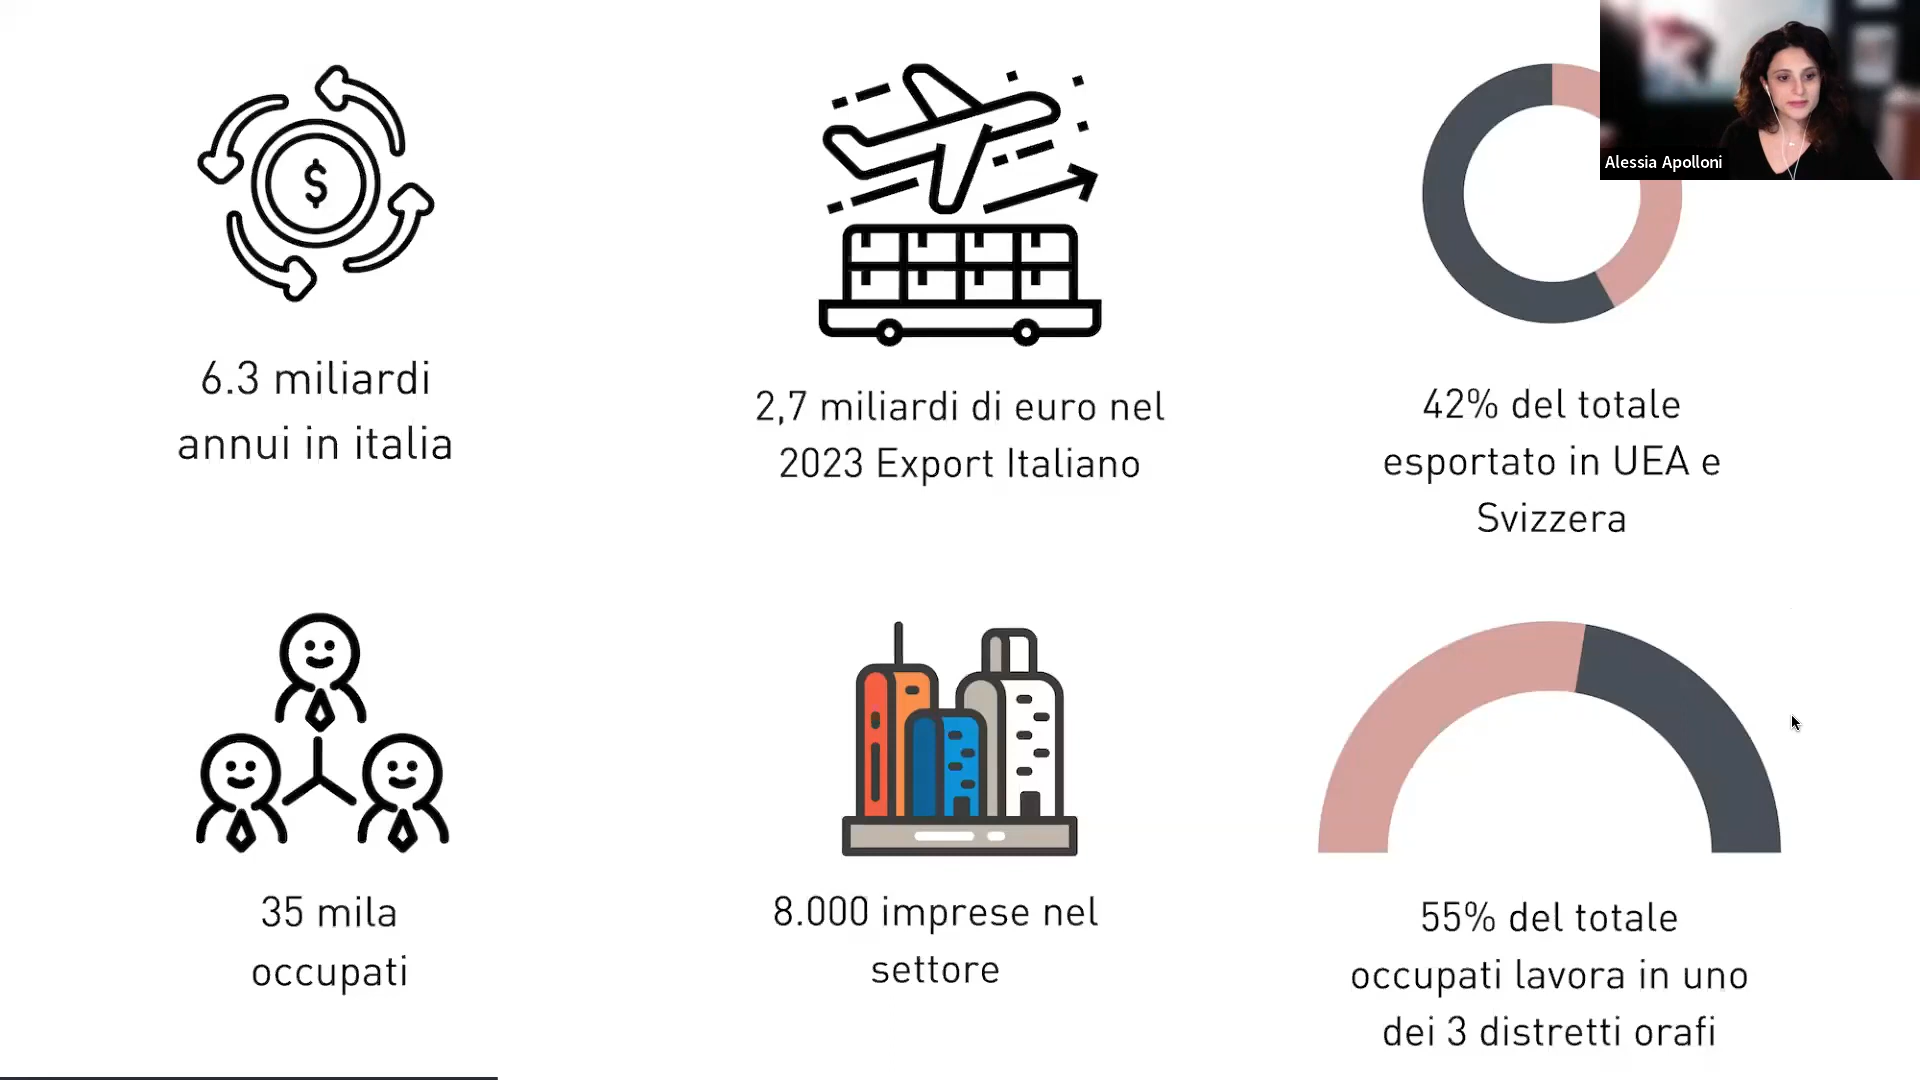 Alessia Apolloni
$
6.3 miliardi
annui in italia
2,7 miliardi di euro nel
2023 Export Italiano
42% del totale
esportato in UEA e
Svizzera
35 mila
occupati
8.000 imprese nel
settore
55% del totale
occupati lavora in uno
dei 3 distretti orafi